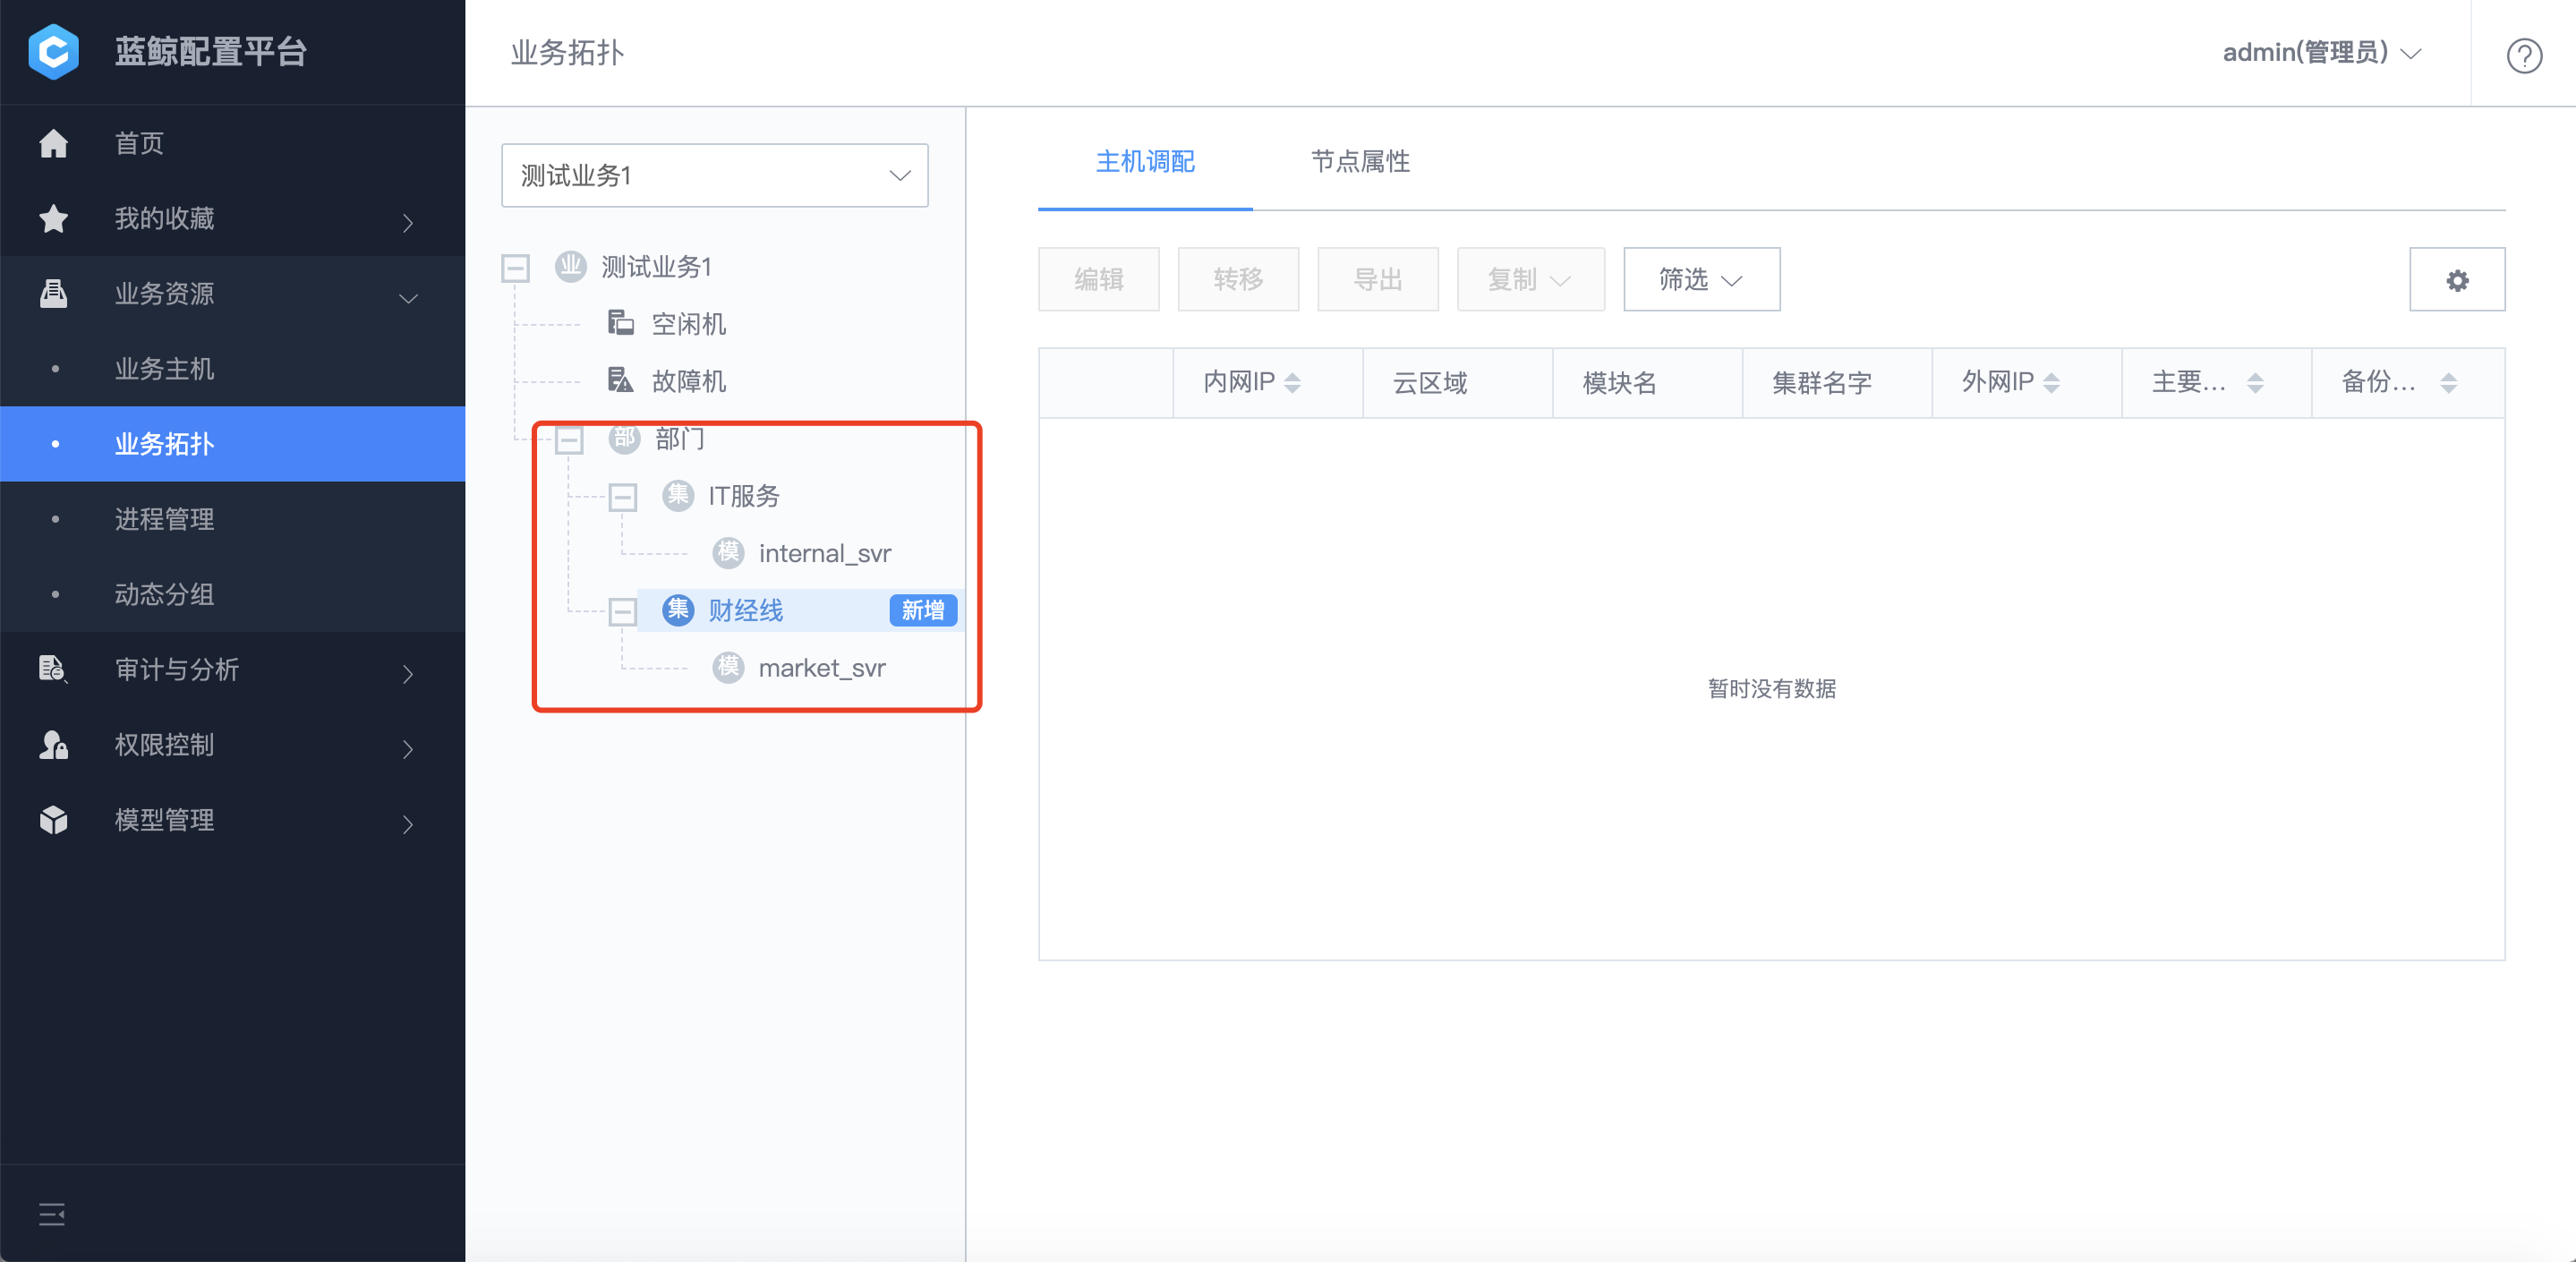 蓝鲸配置平台
首页
我的收藏
业务资源
业务主机
业务拓扑
进程管理
动态分组
审计与分析
权限控制
模型管理
业务拓扑
admin(管理员)
测试业务1
业 测试业务1
空闲机
故障机
部 部门
集 IT服务
模 internal_svr
集 财经线 新增
模 market_svr
主机调配 节点属性
编辑 转移 导出 复制 筛选
内网IP 云区域 模块名 集群名字 外网IP 主要... 备份...
暂时没有数据